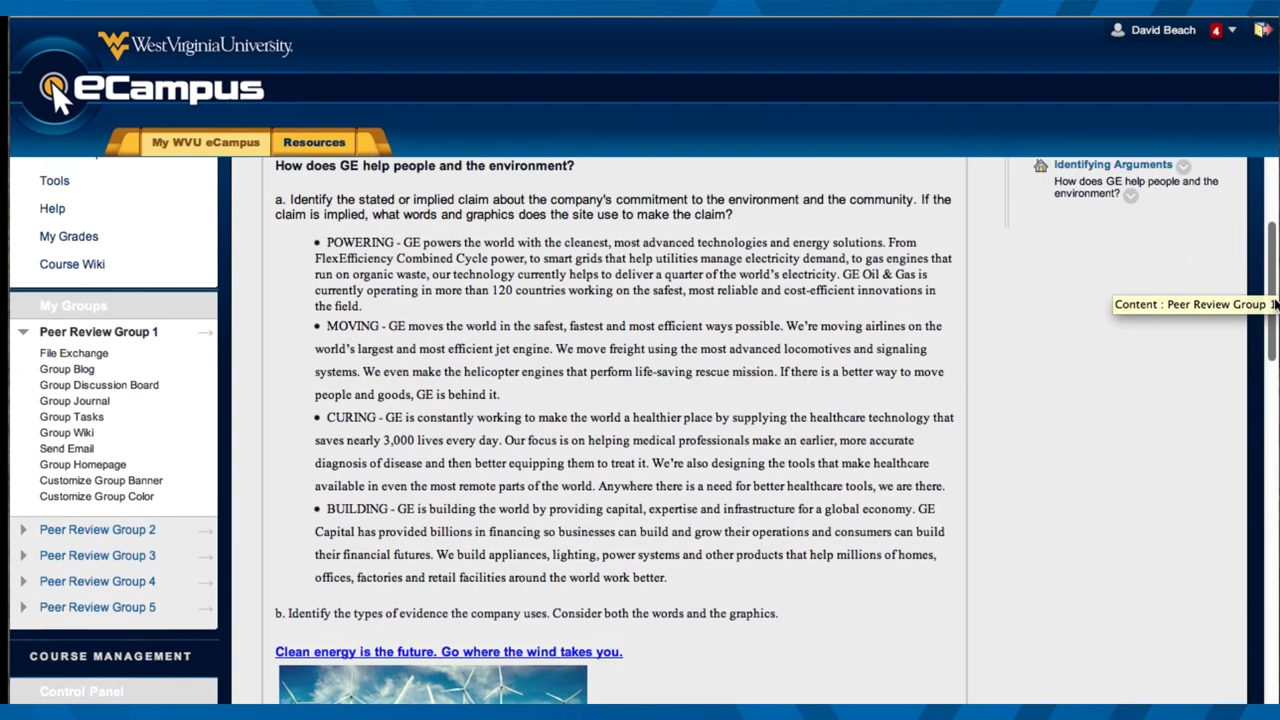 West Virginia University.
David Beach
4
eCampus
My WVU eCampus
Resources
Tools
Help
My Grades
Course Wiki
My Groups
Peer Review Group 1
File Exchange
Group Blog
Group Discussion Board
Group Journal
Group Tasks
Group Wiki
Send Email
Group Homepage
Customize Group Banner
Customize Group Color
Peer Review Group 2
Peer Review Group 3
Peer Review Group 4
Peer Review Group 5
COURSE MANAGEMENT
Control Panel
How does GE help people and the environment?
a. Identify the stated or implied claim about the company's commitment to the environment and the community. If the
claim is implied, what words and graphics does the site use to make the claim?
• POWERING - GE powers the world with the cleanest, most advanced technologies and energy solutions. From
FlexEfficiency Combined Cycle power, to smart grids that help utilities manage electricity demand, to gas engines that
run on organic waste, our technology currently helps to deliver a quarter of the world's electricity. GE Oil & Gas is
currently operating in more than 120 countries working on the safest, most reliable and cost-efficient innovations in
the field.
• MOVING - GE moves the world in the safest, fastest and most efficient ways possible. We're moving airlines on the
world's largest and most efficient jet engine. We move freight using the most advanced locomotives and signaling
systems. We even make the helicopter engines that perform life-saving rescue mission. If there is a better way to move
people and goods, GE is behind it.
• CURING - GE is constantly working to make the world a healthier place by supplying the healthcare technology that
saves nearly 3,000 lives every day. Our focus is on helping medical professionals make an earlier, more accurate
diagnosis of disease and then better equipping them to treat it. We're also designing the tools that make healthcare
available in even the most remote parts of the world. Anywhere there is a need for better healthcare tools, we are there.
• BUILDING - GE is building the world by providing capital, expertise and infrastructure for a global economy. GE
Capital has provided billions in financing so businesses can build and grow their operations and consumers can build
their financial futures. We build appliances, lighting, power systems and other products that help millions of homes,
offices, factories and retail facilities around the world work better.
b. Identify the types of evidence the company uses. Consider both the words and the graphics.
Clean energy is the future. Go where the wind takes you.
Identifying Arguments
How does GE help people and the
environment?
Content : Peer Review Group 1